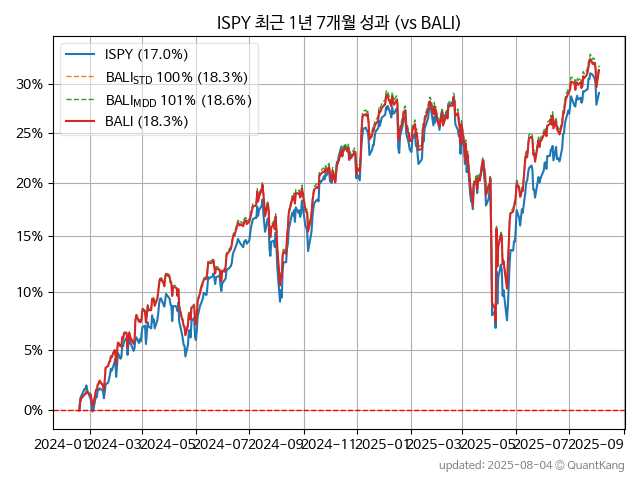 ISPY 최근 1년 7개월 성과 (vs BALI)
ISPY (17.0%)
BALI_STD 100% (18.3%)
BALI_MDD 101% (18.6%)
BALI (18.3%)
30%
25%
20%
15%
10%
5%
0%
2024-01 2024-03 2024-05 2024-07 2024-09 2024-11 2025-01 2025-03 2025-05 2025-07 2025-09
updated: 2025-08-04 © QuantKang